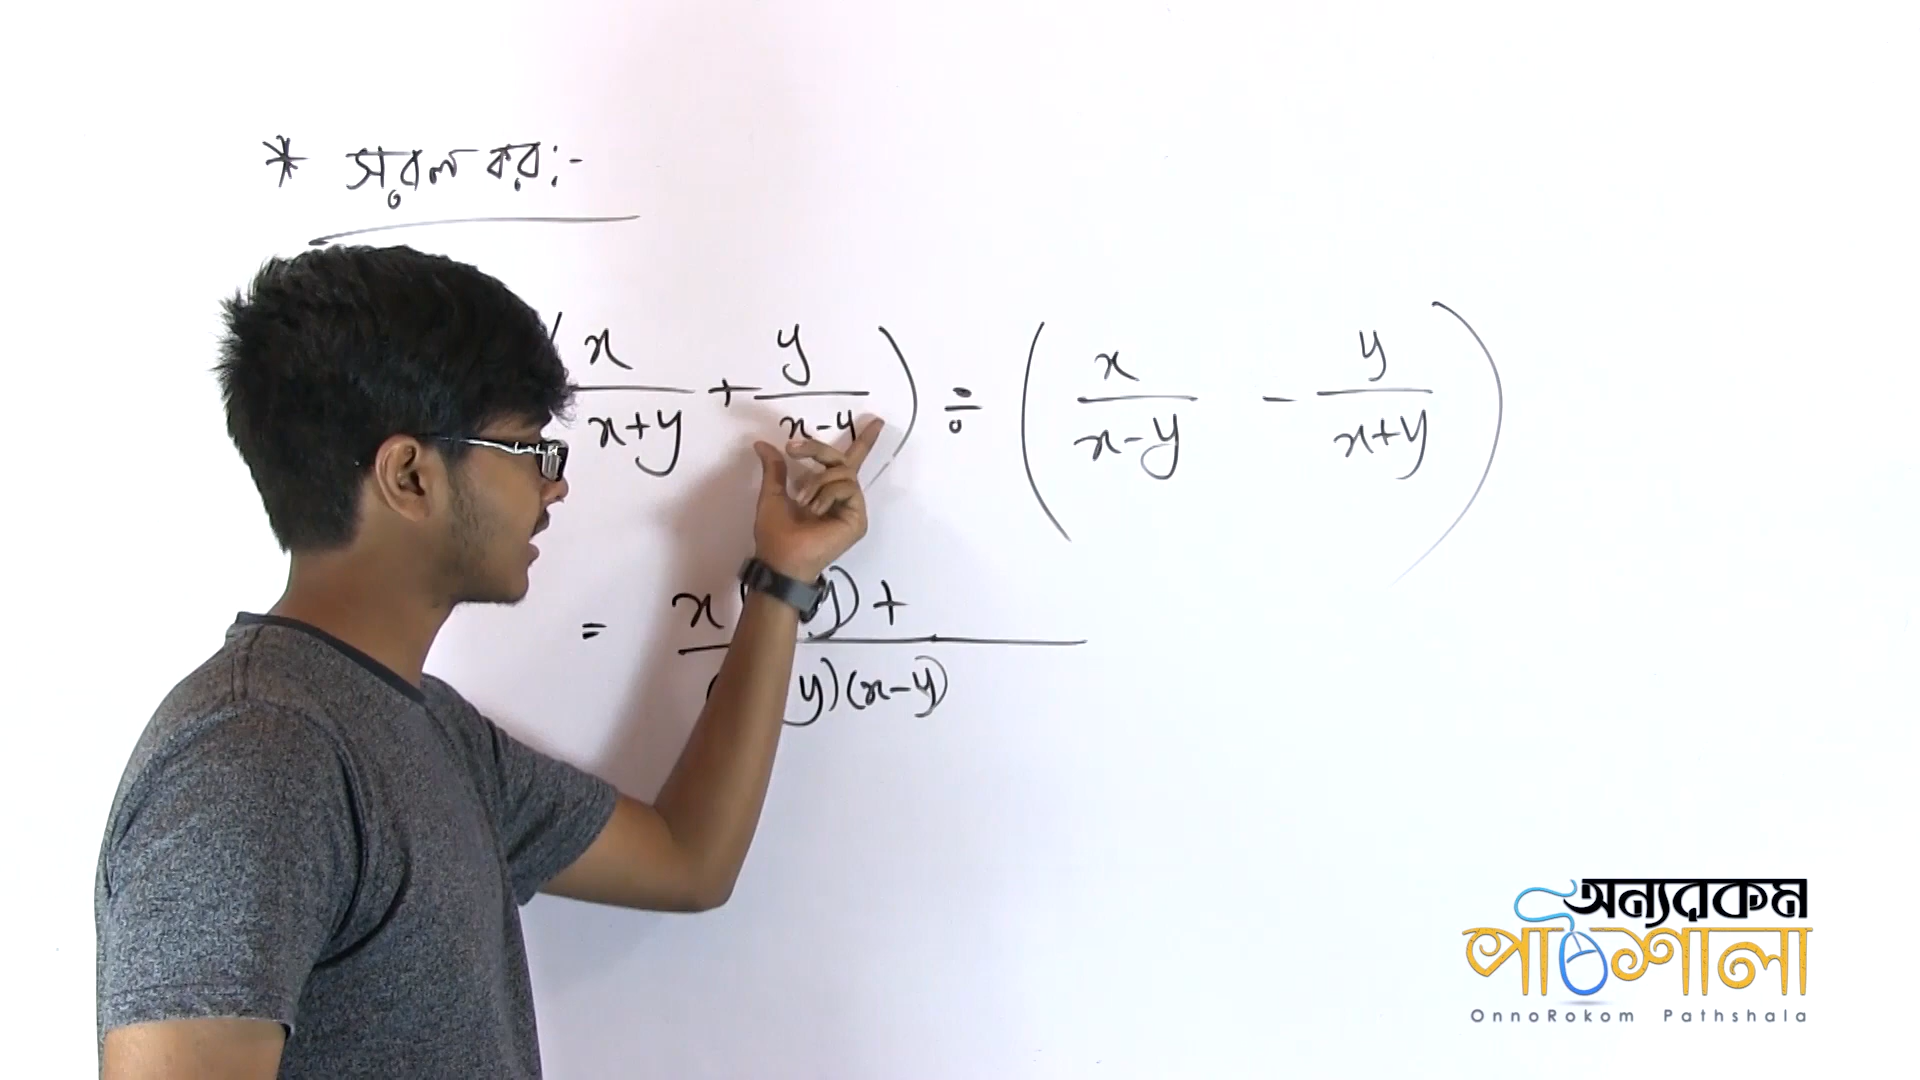 * সরল কর :-
( x/x+y + y/x-y ) ÷ ( x/x-y - y/x+y )
= x( y) + / ( y)(x-y)
অন্যরকম
পাঠশালা
OnnoRokom Pathshala